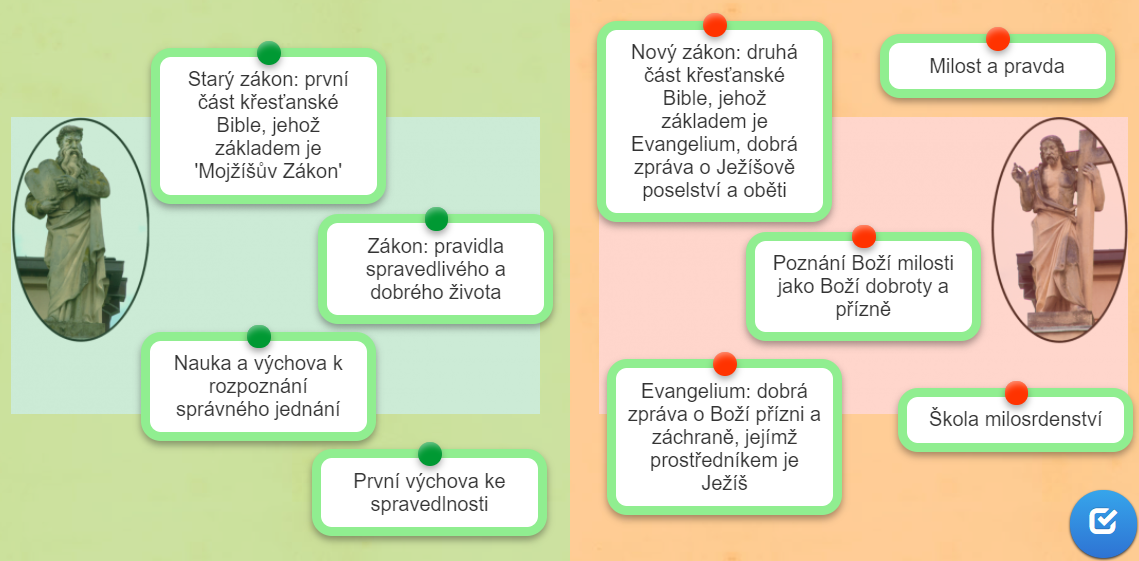 Starý zákon: první
část křesťanské
Bible, jehož
základem je
'Mojžíšův Zákon'
Zákon: pravidla
spravedlivého a
dobrého života
Nauka a výchova k
rozpoznání
správného jednání
První výchova ke
spravedlnosti
Nový zákon: druhá
část křesťanské
Bible, jehož
základem je
Evangelium, dobrá
zpráva o Ježíšově
poselství a oběti
Milost a pravda
Poznání Boží milosti
jako Boží dobroty a
přízně
Evangelium: dobrá
zpráva o Boží přízni a
záchraně, jejímž
prostředníkem je
Ježíš
Škola milosrdenství